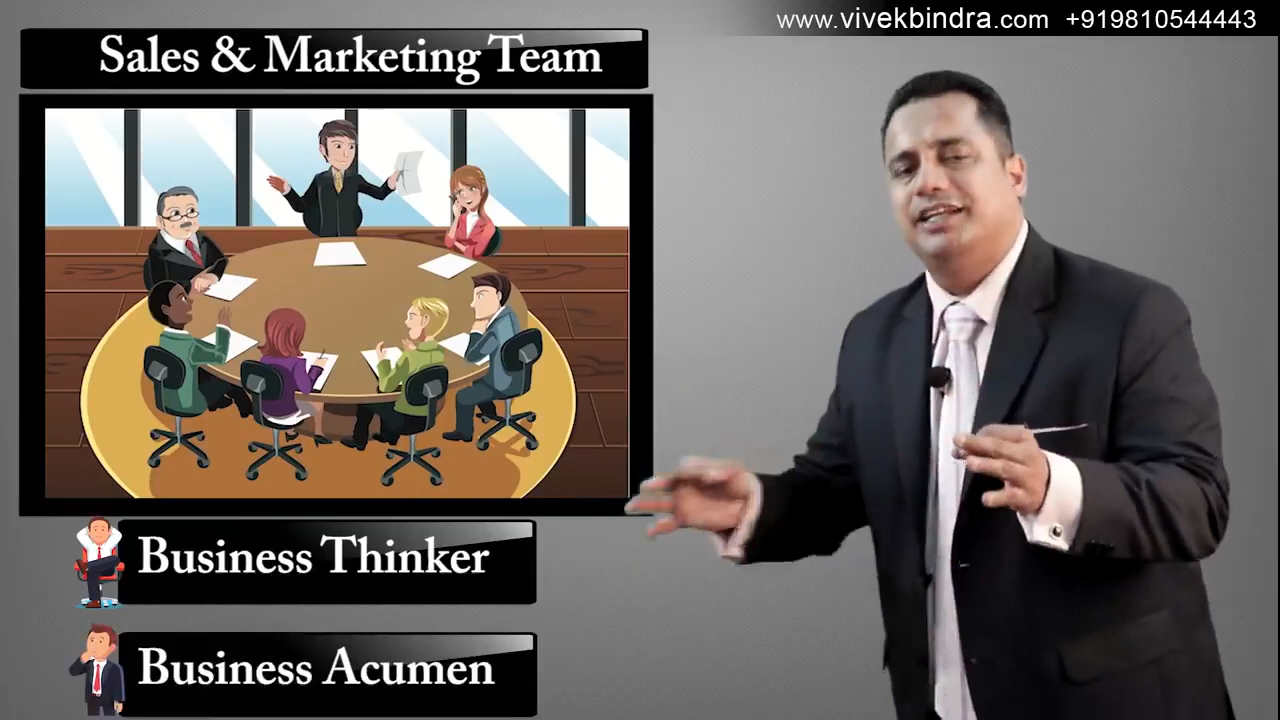 www.vivekbindra.com +919810544443
Sales & Marketing Team
Business Thinker
Business Acumen